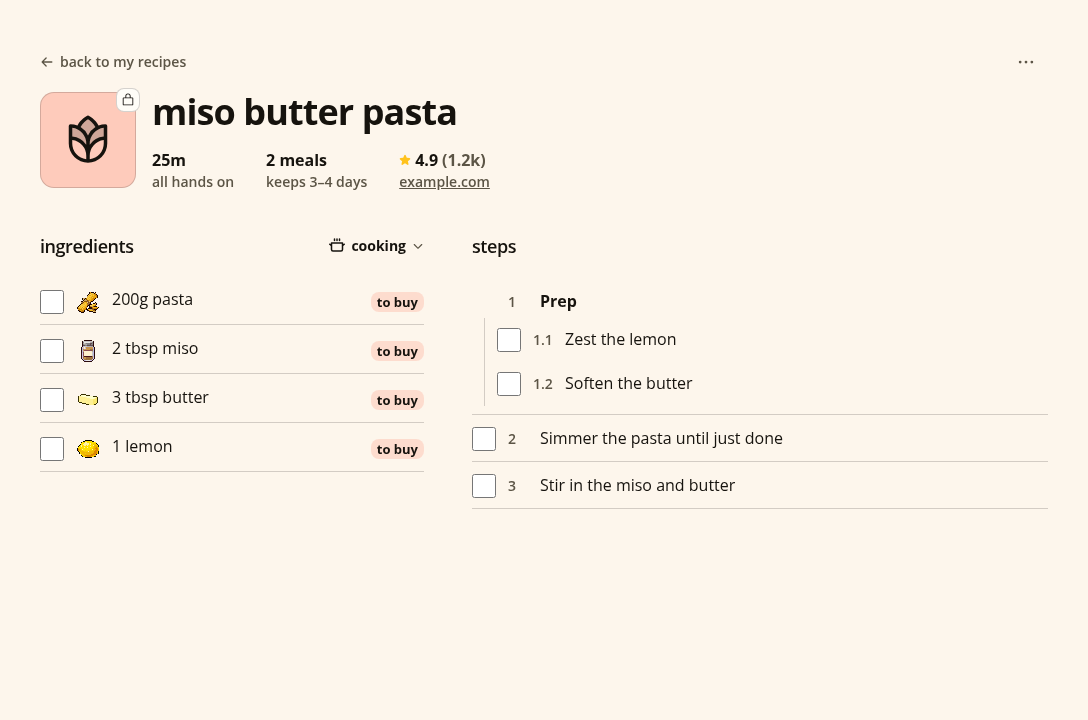 back to my recipes
miso butter pasta
25m
all hands on
2 meals
keeps 3–4 days
4.9 (1.2k)
example.com
ingredients
cooking
200g pasta
to buy
2 tbsp miso
to buy
3 tbsp butter
to buy
1 lemon
to buy
steps
1 Prep
1.1 Zest the lemon
1.2 Soften the butter
2 Simmer the pasta until just done
3 Stir in the miso and butter